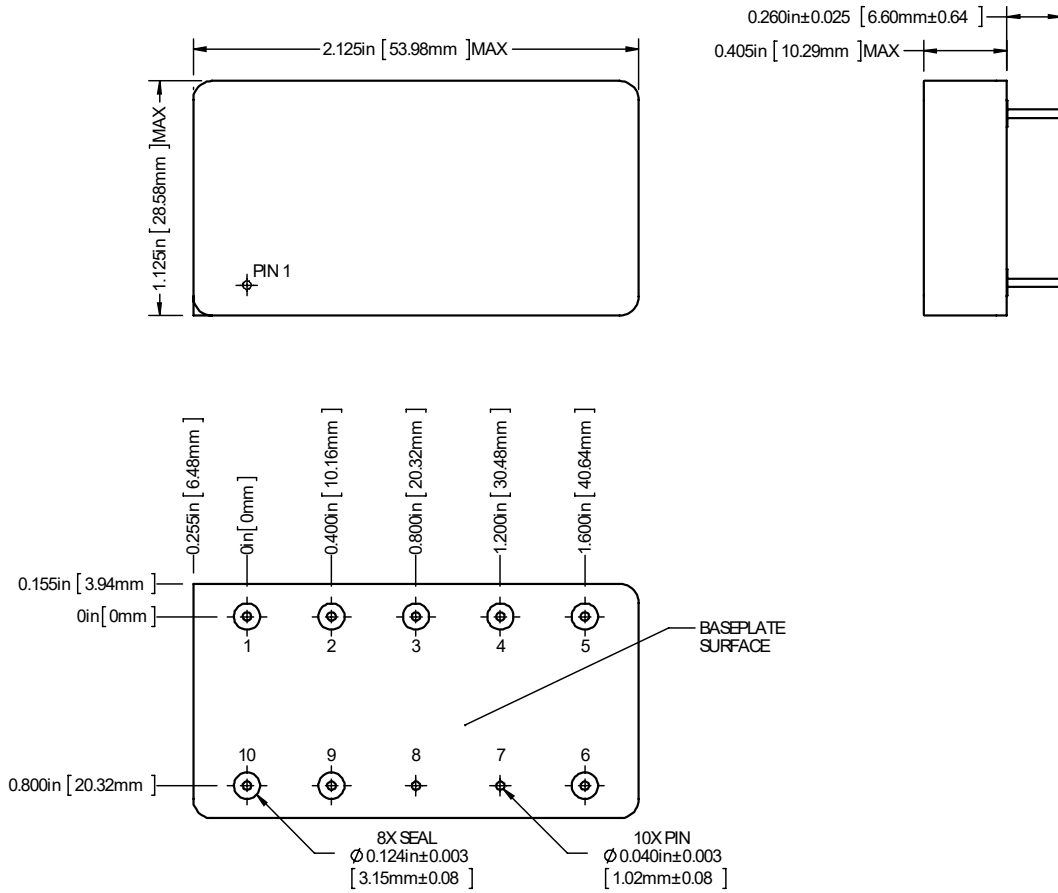 0.260in±0.025 [ 6.60mm±0.64 ]
2.125in [ 53.98mm ]MAX
0.405in [ 10.29mm ]MAX
1.125in [ 28.58mm ]MAX
PIN 1
0.255in [ 6.48mm ]
0in [ 0mm ]
0.400in [ 10.16mm ]
0.800in [ 20.32mm ]
1.200in [ 30.48mm ]
1.600in [ 40.64mm ]
0.155in [ 3.94mm ]
0in [ 0mm ]
1 2 3 4 5
BASEPLATE
SURFACE
10 9 8 7 6
0.800in [ 20.32mm ]
8X SEAL
Ø 0.124in±0.003
[ 3.15mm±0.08 ]
10X PIN
Ø 0.040in±0.003
[ 1.02mm±0.08 ]